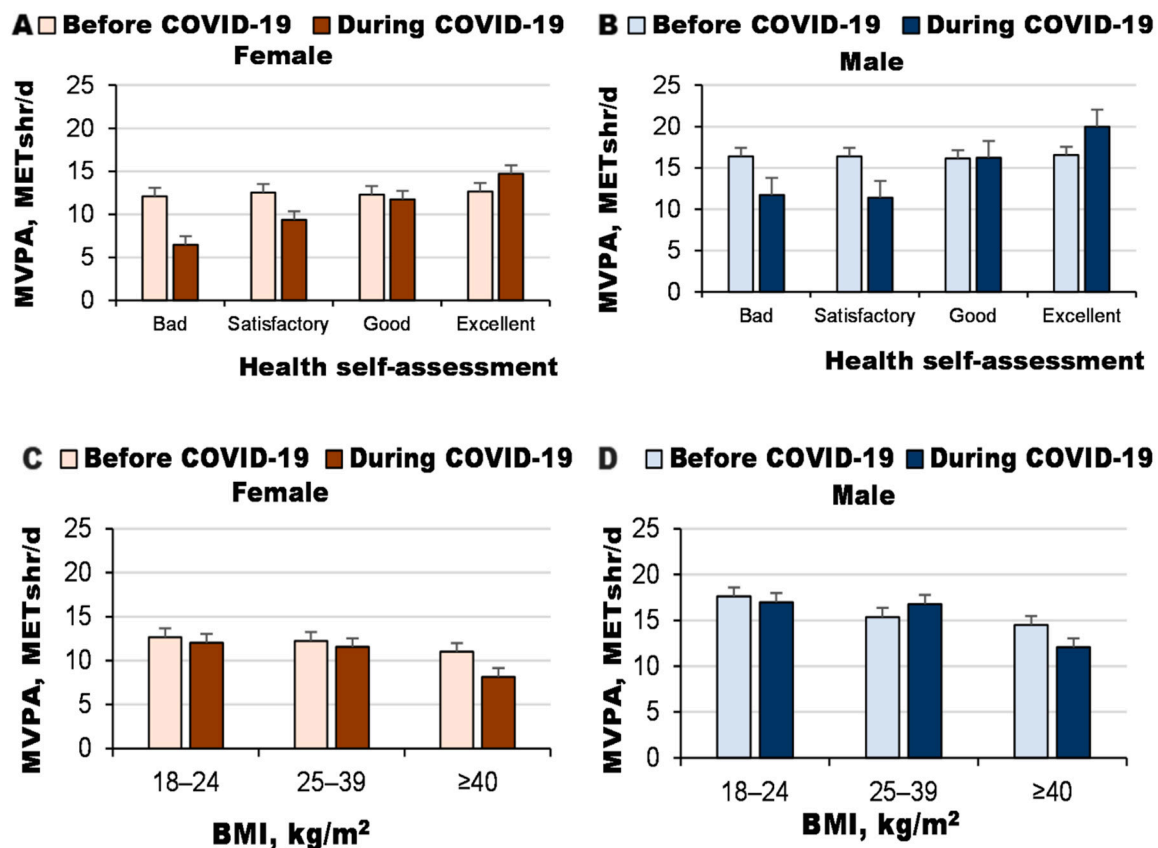 A Before COVID-19 During COVID-19
Female
MVPA, METshr/d
25
20
15
10
5
0
Bad Satisfactory Good Excellent
Health self-assessment
B Before COVID-19 During COVID-19
Male
MVPA, METshr/d
25
20
15
10
5
0
Bad Satisfactory Good Excellent
Health self-assessment
C Before COVID-19 During COVID-19
Female
MVPA, METshr/d
25
20
15
10
5
0
18–24 25–39 ≥40
BMI, kg/m²
D Before COVID-19 During COVID-19
Male
MVPA, METshr/d
25
20
15
10
5
0
18–24 25–39 ≥40
BMI, kg/m²